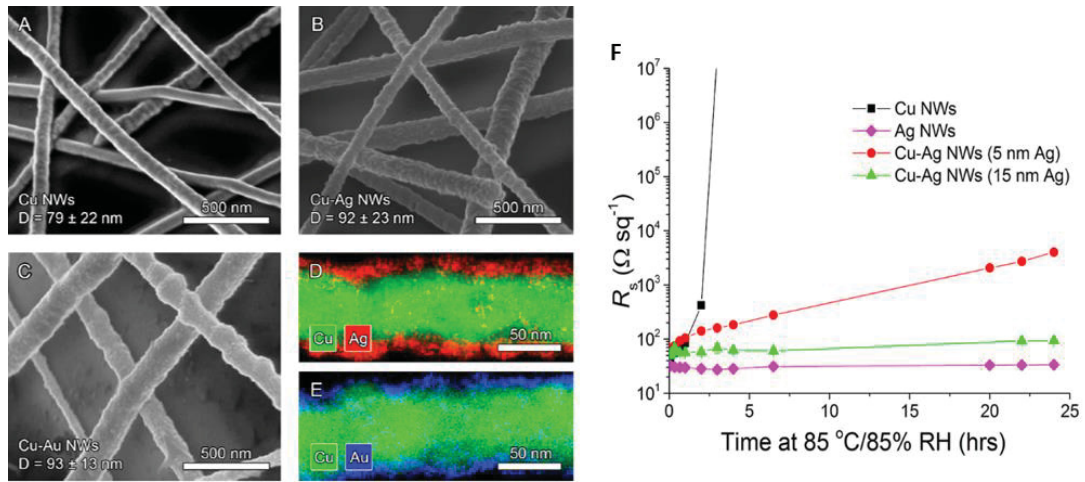 A
Cu NWs
D = 79 ± 22 nm
500 nm
B
Cu-Ag NWs
D = 92 ± 23 nm
500 nm
C
Cu-Au NWs
D = 93 ± 13 nm
500 nm
D
Cu Ag
50 nm
E
Cu Au
50 nm
F
Cu NWs
Ag NWs
Cu-Ag NWs (5 nm Ag)
Cu-Ag NWs (15 nm Ag)
Rs (Ω sq⁻¹)
10⁷
10⁶
10⁵
10⁴
10³
10²
10¹
0 5 10 15 20 25
Time at 85 °C/85% RH (hrs)